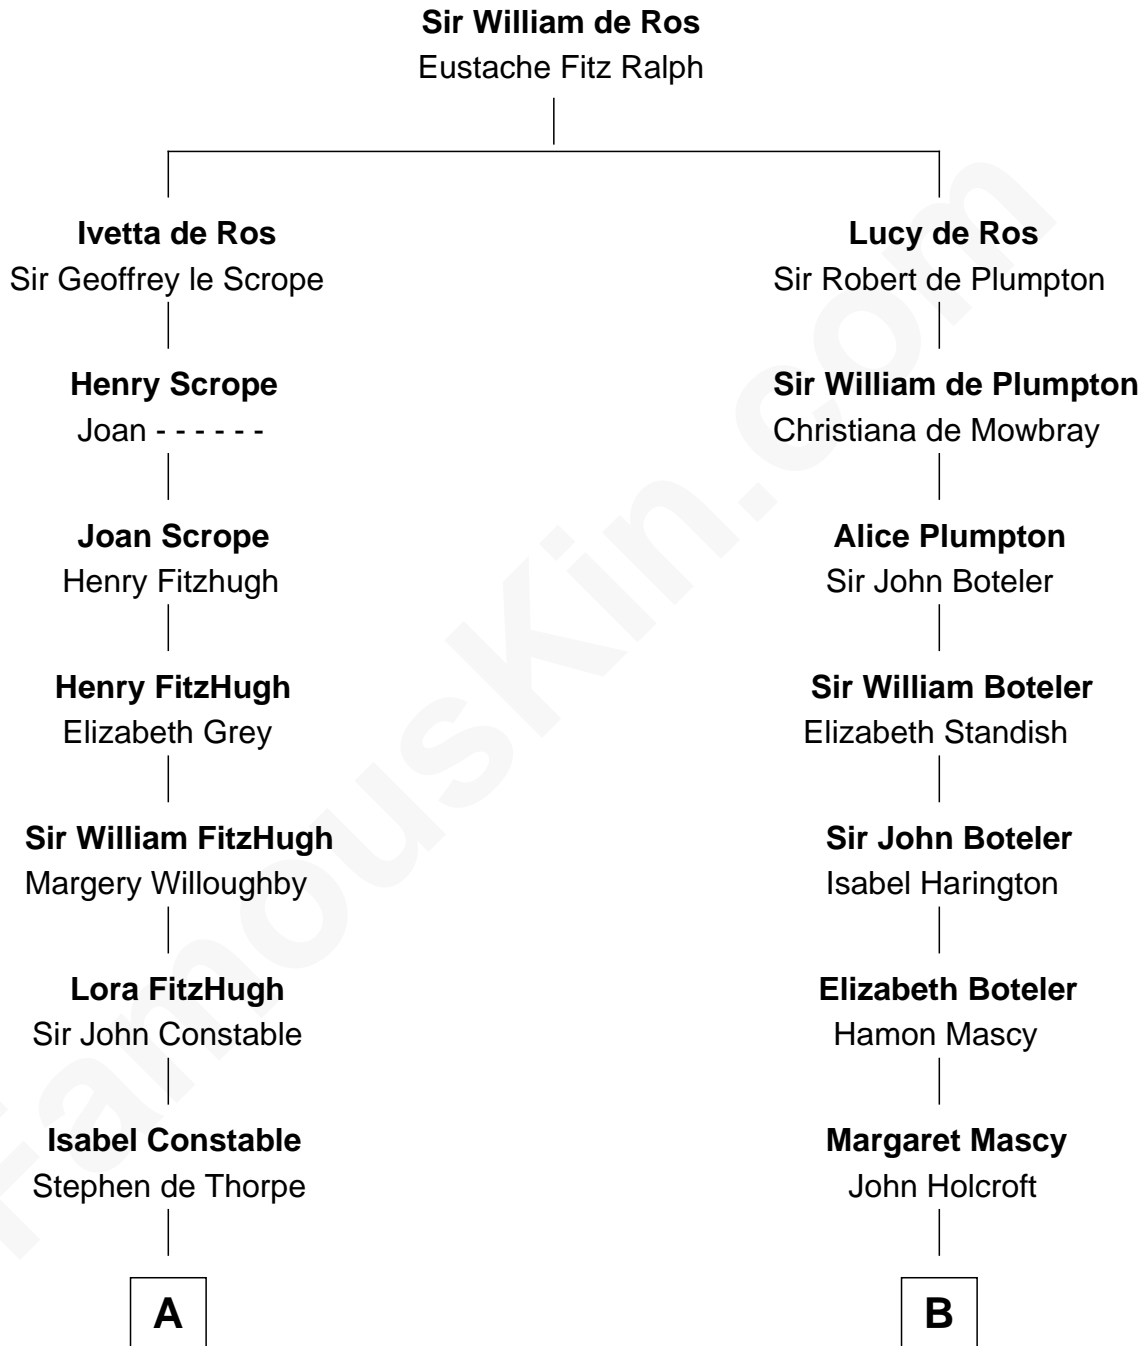 Sir William de Ros
Eustache Fitz Ralph
Ivetta de Ros
Sir Geoffrey le Scrope
Lucy de Ros
Sir Robert de Plumpton
Henry Scrope
Joan - - - - - -
Sir William de Plumpton
Christiana de Mowbray
Joan Scrope
Henry Fitzhugh
Alice Plumpton
Sir John Boteler
Henry FitzHugh
Elizabeth Grey
Sir William Boteler
Elizabeth Standish
Sir William FitzHugh
Margery Willoughby
Sir John Boteler
Isabel Harington
Lora FitzHugh
Sir John Constable
Elizabeth Boteler
Hamon Mascy
Isabel Constable
Stephen de Thorpe
Margaret Mascy
John Holcroft
A
B
FamousKin.com